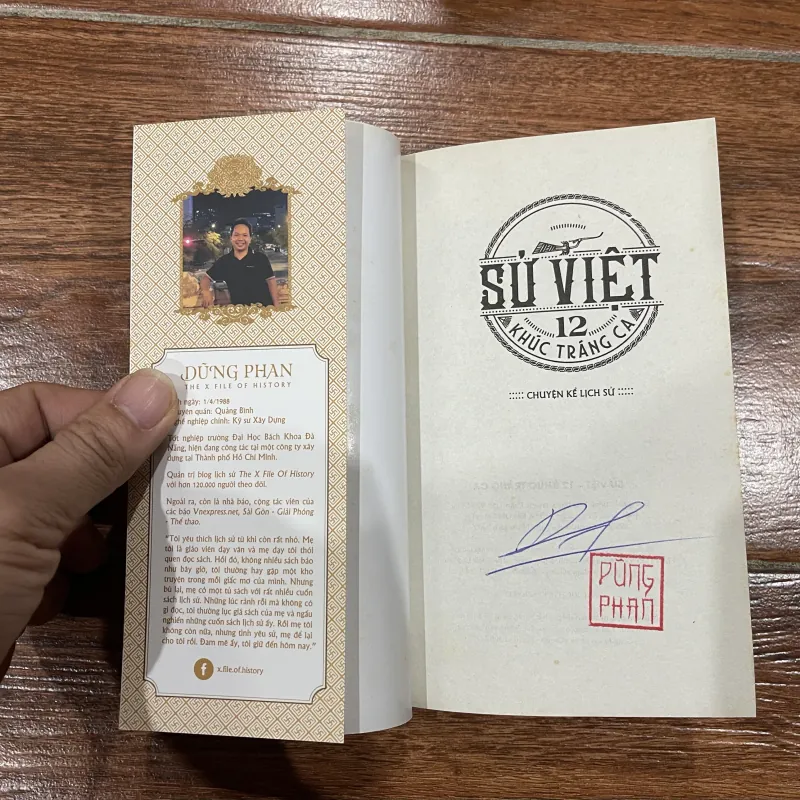 DŨNG PHAN
THE X FILE OF HISTORY
ngày: 1/4/1988
quán: Quảng Bình
nghiệp chính: Kỹ sư Xây Dựng
Tốt nghiệp trường Đại Học Bách Khoa Đà
Nẵng, hiện đang công tác tại một công ty xây
dựng tại Thành phố Hồ Chí Minh.
Quản trị blog lịch sử The X File Of History
với hơn 120.000 người theo dõi.
Ngoài ra, còn là nhà báo, cộng tác viên của
các báo Vnexpress.net, Sài Gòn - Giải Phóng
- Thể thao.
"Tôi yêu thích lịch sử từ khi còn rất nhỏ. Mẹ
tôi là giáo viên dạy văn và mẹ dạy tôi thói
quen đọc sách. Hồi đó, không nhiều sách báo
như bây giờ, tôi thường hay gặp một kho
truyện trong mỗi giấc mơ của mình. Nhưng
bù lại, mẹ có một tủ sách với rất nhiều cuốn
sách lịch sử. Những lúc rảnh rỗi mà không có
gì đọc, tôi thường lục giá sách của mẹ và ngấu
nghiến những cuốn sách lịch sử ấy. Rồi mẹ tôi
không còn nữa, nhưng tình yêu sử, mẹ để lại
cho tôi rồi. Đam mê ấy, tôi giữ đến hôm nay."
f x.file.of.history
SỬ VIỆT
12
KHÚC TRÁNG CA
::::: CHUYỆN KỂ LỊCH SỬ :::::
DŨNG
PHAN